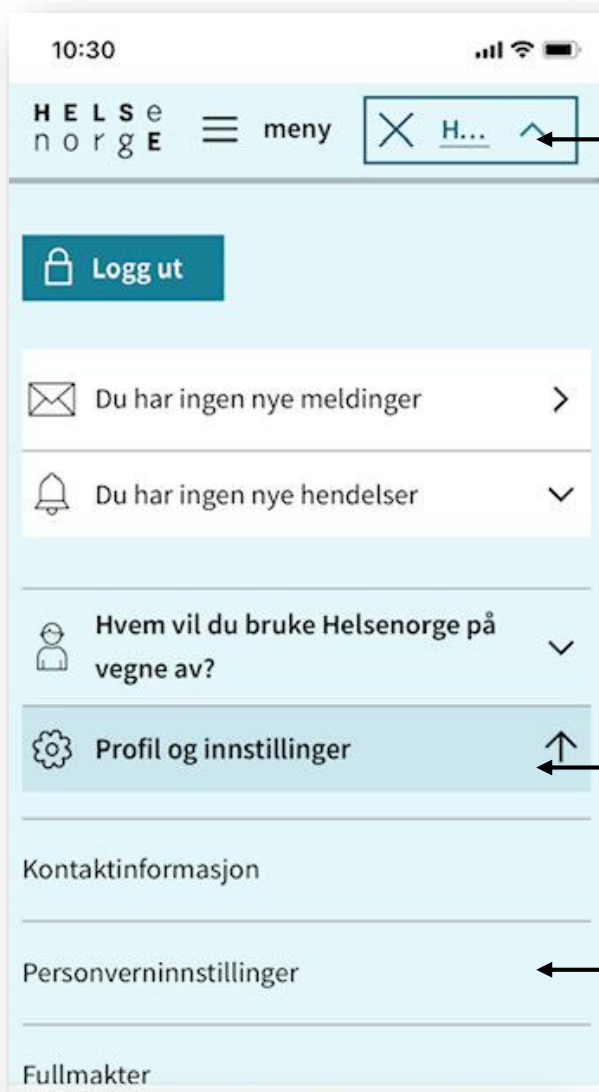 10:30
HELSe
norgE
meny
H...
Logg ut
Du har ingen nye meldinger
Du har ingen nye hendelser
Hvem vil du bruke Helsenorge på
vegne av?
Profil og innstillinger
Kontaktinformasjon
Personverninnstillinger
Fullmakter